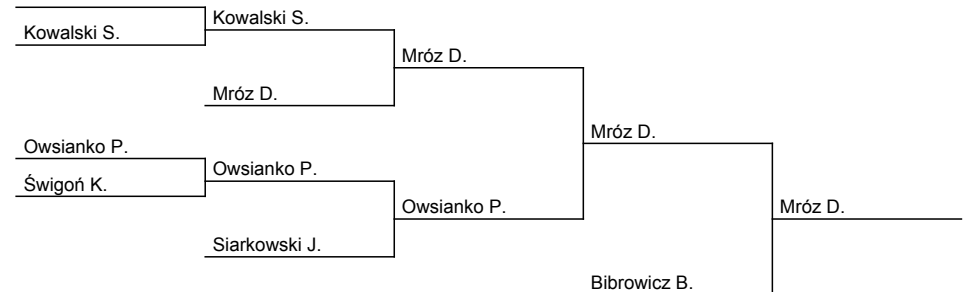 Kowalski S.
Kowalski S.
Mróz D.
Mróz D.
Owsianko P.
Mróz D.
Owsianko P.
Świgoń K.
Owsianko P.
Mróz D.
Siarkowski J.
Bibrowicz B.